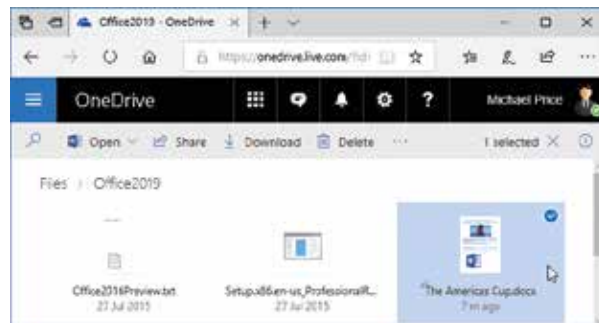 Office2019 - OneDrive
https://onedrive.live.com/?id
OneDrive ? Michael Price
Open Share Download Delete ... 1 selected
Files > Office2019
Office2016Preview.txt
27 Jul 2015
Setup.x86.en-us_ProfessionalR...
27 Jul 2015
The Americas Cup.docx
7 m ago